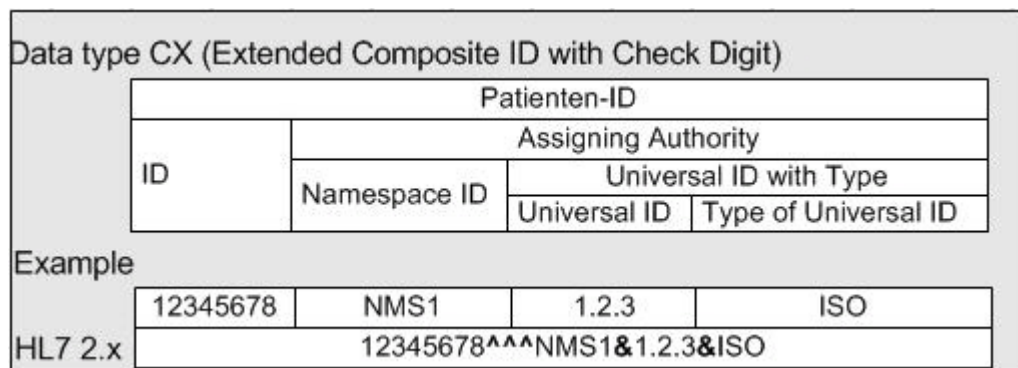 Data type CX (Extended Composite ID with Check Digit)
Patienten-ID
ID
Assigning Authority
Namespace ID
Universal ID with Type
Universal ID
Type of Universal ID
Example
12345678 NMS1 1.2.3 ISO
HL7 2.x 12345678^^^NMS1&1.2.3&ISO